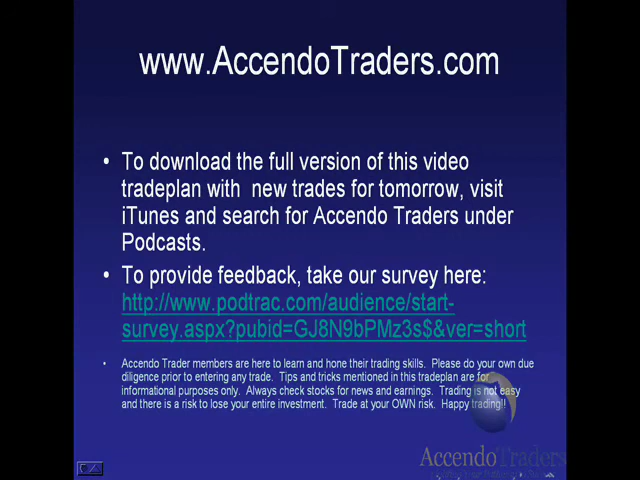 www.AccendoTraders.com
• To download the full version of this video
tradeplan with new trades for tomorrow, visit
iTunes and search for Accendo Traders under
Podcasts.
• To provide feedback, take our survey here:
http://www.podtrac.com/audience/start-
survey.aspx?pubid=GJ8N9bPMz3s$&ver=short
• Accendo Trader members are here to learn and hone their trading skills. Please do your own due
diligence prior to entering any trade. Tips and tricks mentioned in this tradeplan are for
informational purposes only. Always check stocks for news and earnings. Trading is not easy
and there is a risk to lose your entire investment. Trade at your OWN risk. Happy trading!!
AccendoTraders